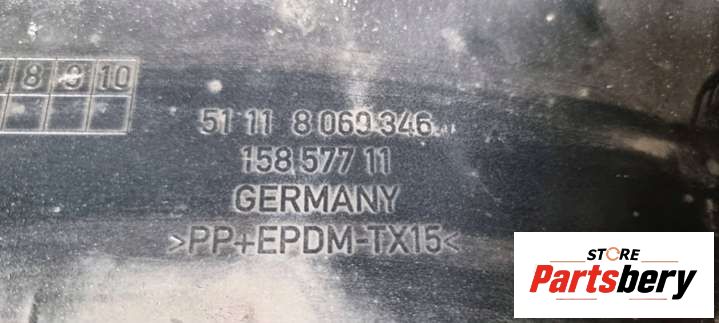 8 9 10
51 11 8 069 346
158 577 11
GERMANY
>PP+EPDM-TX15<
STORE
Partsbery